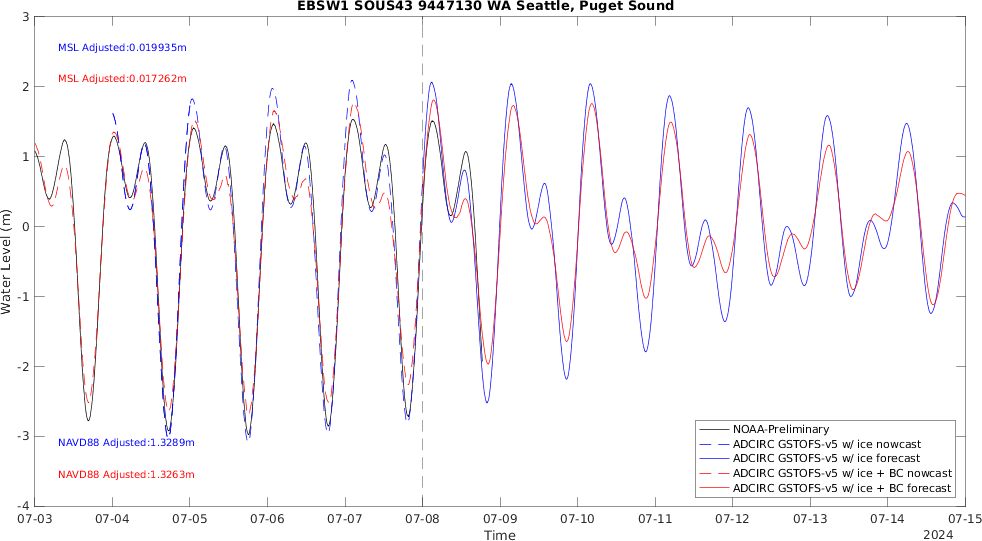 EBSW1 SOUS43 9447130 WA Seattle, Puget Sound
3
2
1
0
-1
-2
-3
-4
Water Level (m)
MSL Adjusted:0.019935m
MSL Adjusted:0.017262m
NAVD88 Adjusted:1.3289m
NAVD88 Adjusted:1.3263m
NOAA-Preliminary
ADCIRC GSTOFS-v5 w/ ice nowcast
ADCIRC GSTOFS-v5 w/ ice forecast
ADCIRC GSTOFS-v5 w/ ice + BC nowcast
ADCIRC GSTOFS-v5 w/ ice + BC forecast
07-03 07-04 07-05 07-06 07-07 07-08 07-09 07-10 07-11 07-12 07-13 07-14 07-15
Time
2024